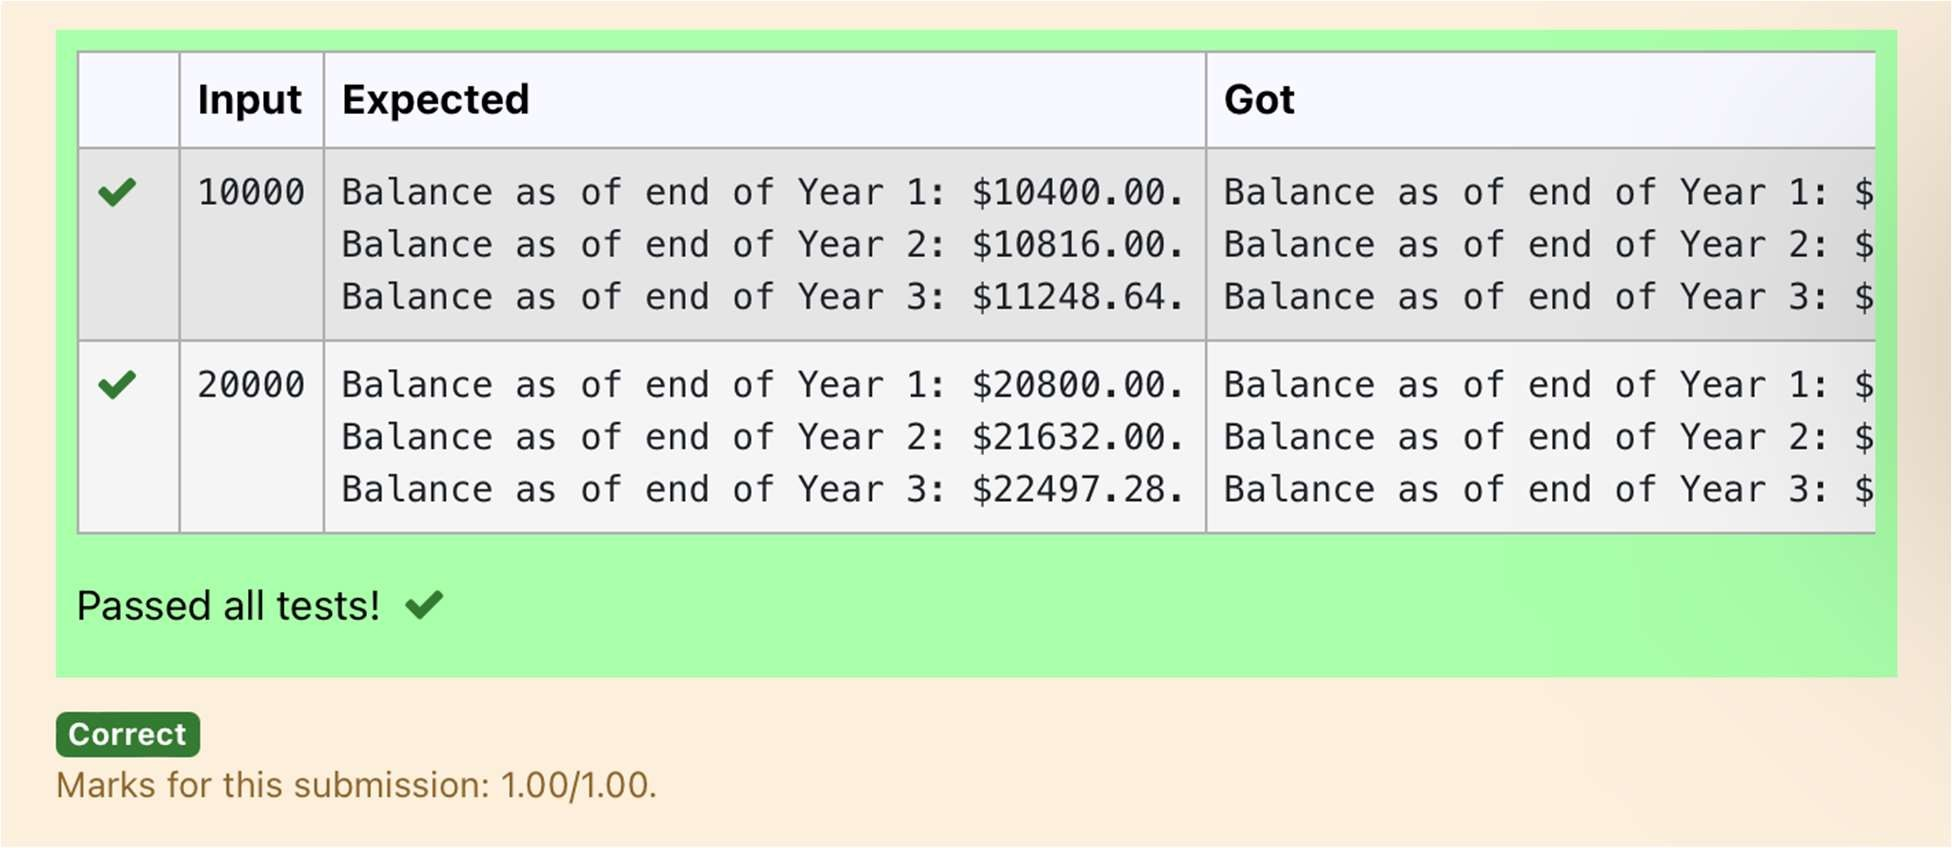 Input Expected Got
10000 Balance as of end of Year 1: $10400.00. Balance as of end of Year 1: $
Balance as of end of Year 2: $10816.00. Balance as of end of Year 2: $
Balance as of end of Year 3: $11248.64. Balance as of end of Year 3: $
20000 Balance as of end of Year 1: $20800.00. Balance as of end of Year 1: $
Balance as of end of Year 2: $21632.00. Balance as of end of Year 2: $
Balance as of end of Year 3: $22497.28. Balance as of end of Year 3: $
Passed all tests!
Correct
Marks for this submission: 1.00/1.00.